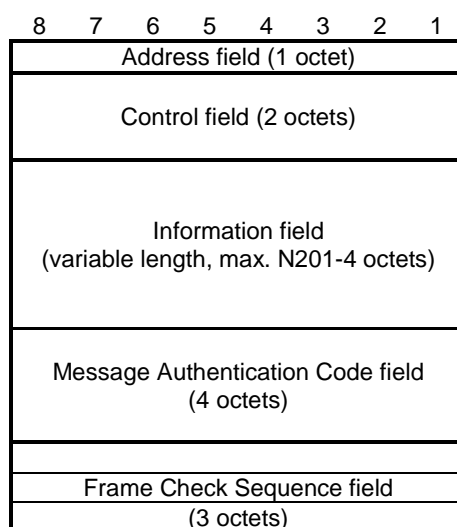 8 7 6 5 4 3 2 1
Address field (1 octet)
Control field (2 octets)
Information field
(variable length, max. N201-4 octets)
Message Authentication Code field
(4 octets)
Frame Check Sequence field
(3 octets)